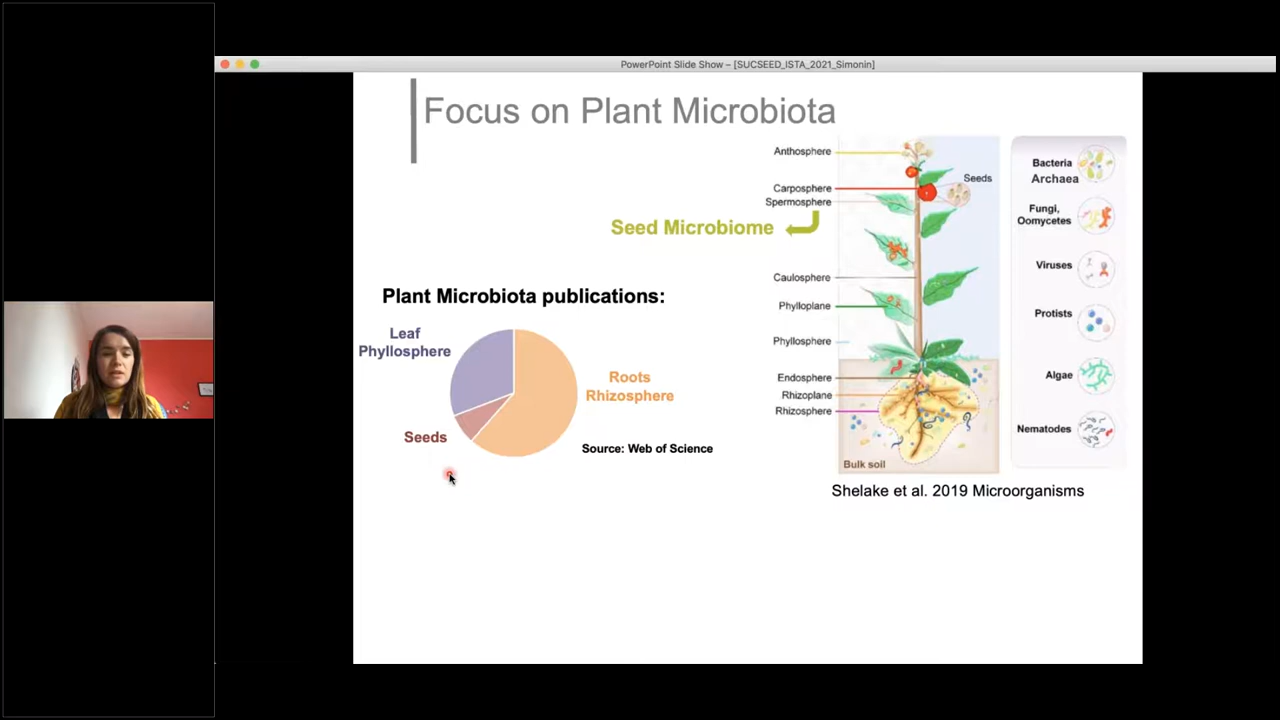 PowerPoint Slide Show – [SUCSEED_ISTA_2021_Simonin]
Focus on Plant Microbiota
Anthosphere
Carposphere
Spermosphere
Seeds
Seed Microbiome
Caulosphere
Phylloplane
Phyllosphere
Endosphere
Rhizoplane
Rhizosphere
Bulk soil
Bacteria
Archaea
Fungi,
Oomycetes
Viruses
Protists
Algae
Nematodes
Shelake et al. 2019 Microorganisms
Plant Microbiota publications:
Leaf
Phyllosphere
Roots
Rhizosphere
Seeds
Source: Web of Science